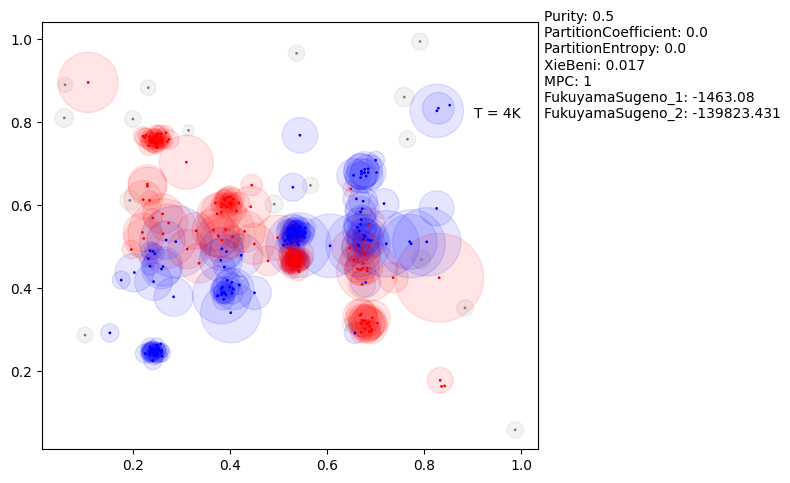 Purity: 0.5
PartitionCoefficient: 0.0
PartitionEntropy: 0.0
XieBeni: 0.017
MPC: 1
FukuyamaSugeno_1: -1463.08
FukuyamaSugeno_2: -139823.431
T = 4K
1.0
0.8
0.6
0.4
0.2
0.2 0.4 0.6 0.8 1.0